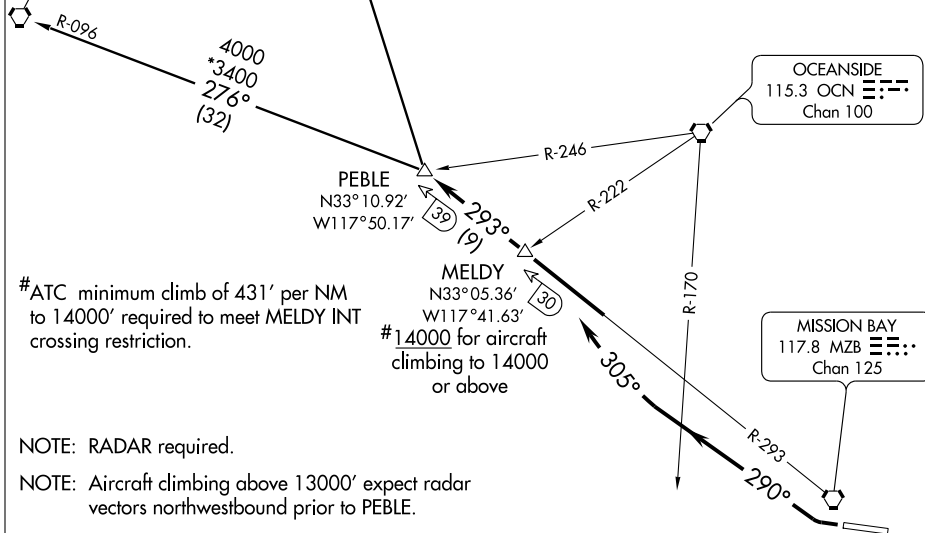 R-096
4000
*3400
276°
(32)
OCEANSIDE
115.3 OCN
Chan 100
R-246
R-222
PEBLE
N33°10.92'
W117°50.17'
39
293°
(9)
MELDY
N33°05.36'
W117°41.63'
30
#14000 for aircraft
climbing to 14000
or above
#ATC minimum climb of 431' per NM
to 14000' required to meet MELDY INT
crossing restriction.
R-170
MISSION BAY
117.8 MZB
Chan 125
305°
R-293
290°
NOTE: RADAR required.
NOTE: Aircraft climbing above 13000' expect radar
vectors northwestbound prior to PEBLE.